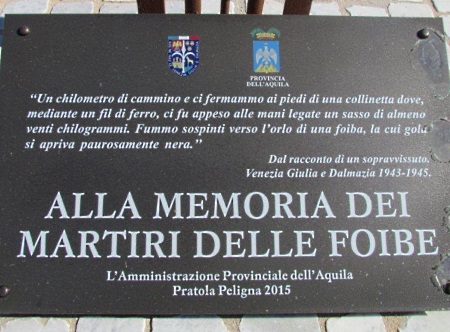 PROVINCIA
DELL'AQUILA
"Un chilometro di cammino e ci fermammo ai piedi di una collinetta dove,
mediante un fil di ferro, ci fu appeso alle mani legate un sasso di almeno
venti chilogrammi. Fummo sospinti verso l'orlo di una foiba, la cui gola
si apriva paurosamente nera."
Dal racconto di un sopravvissuto.
Venezia Giulia e Dalmazia 1943-1945.
ALLA MEMORIA DEI
MARTIRI DELLE FOIBE
L'Amministrazione Provinciale dell'Aquila
Pratola Peligna 2015